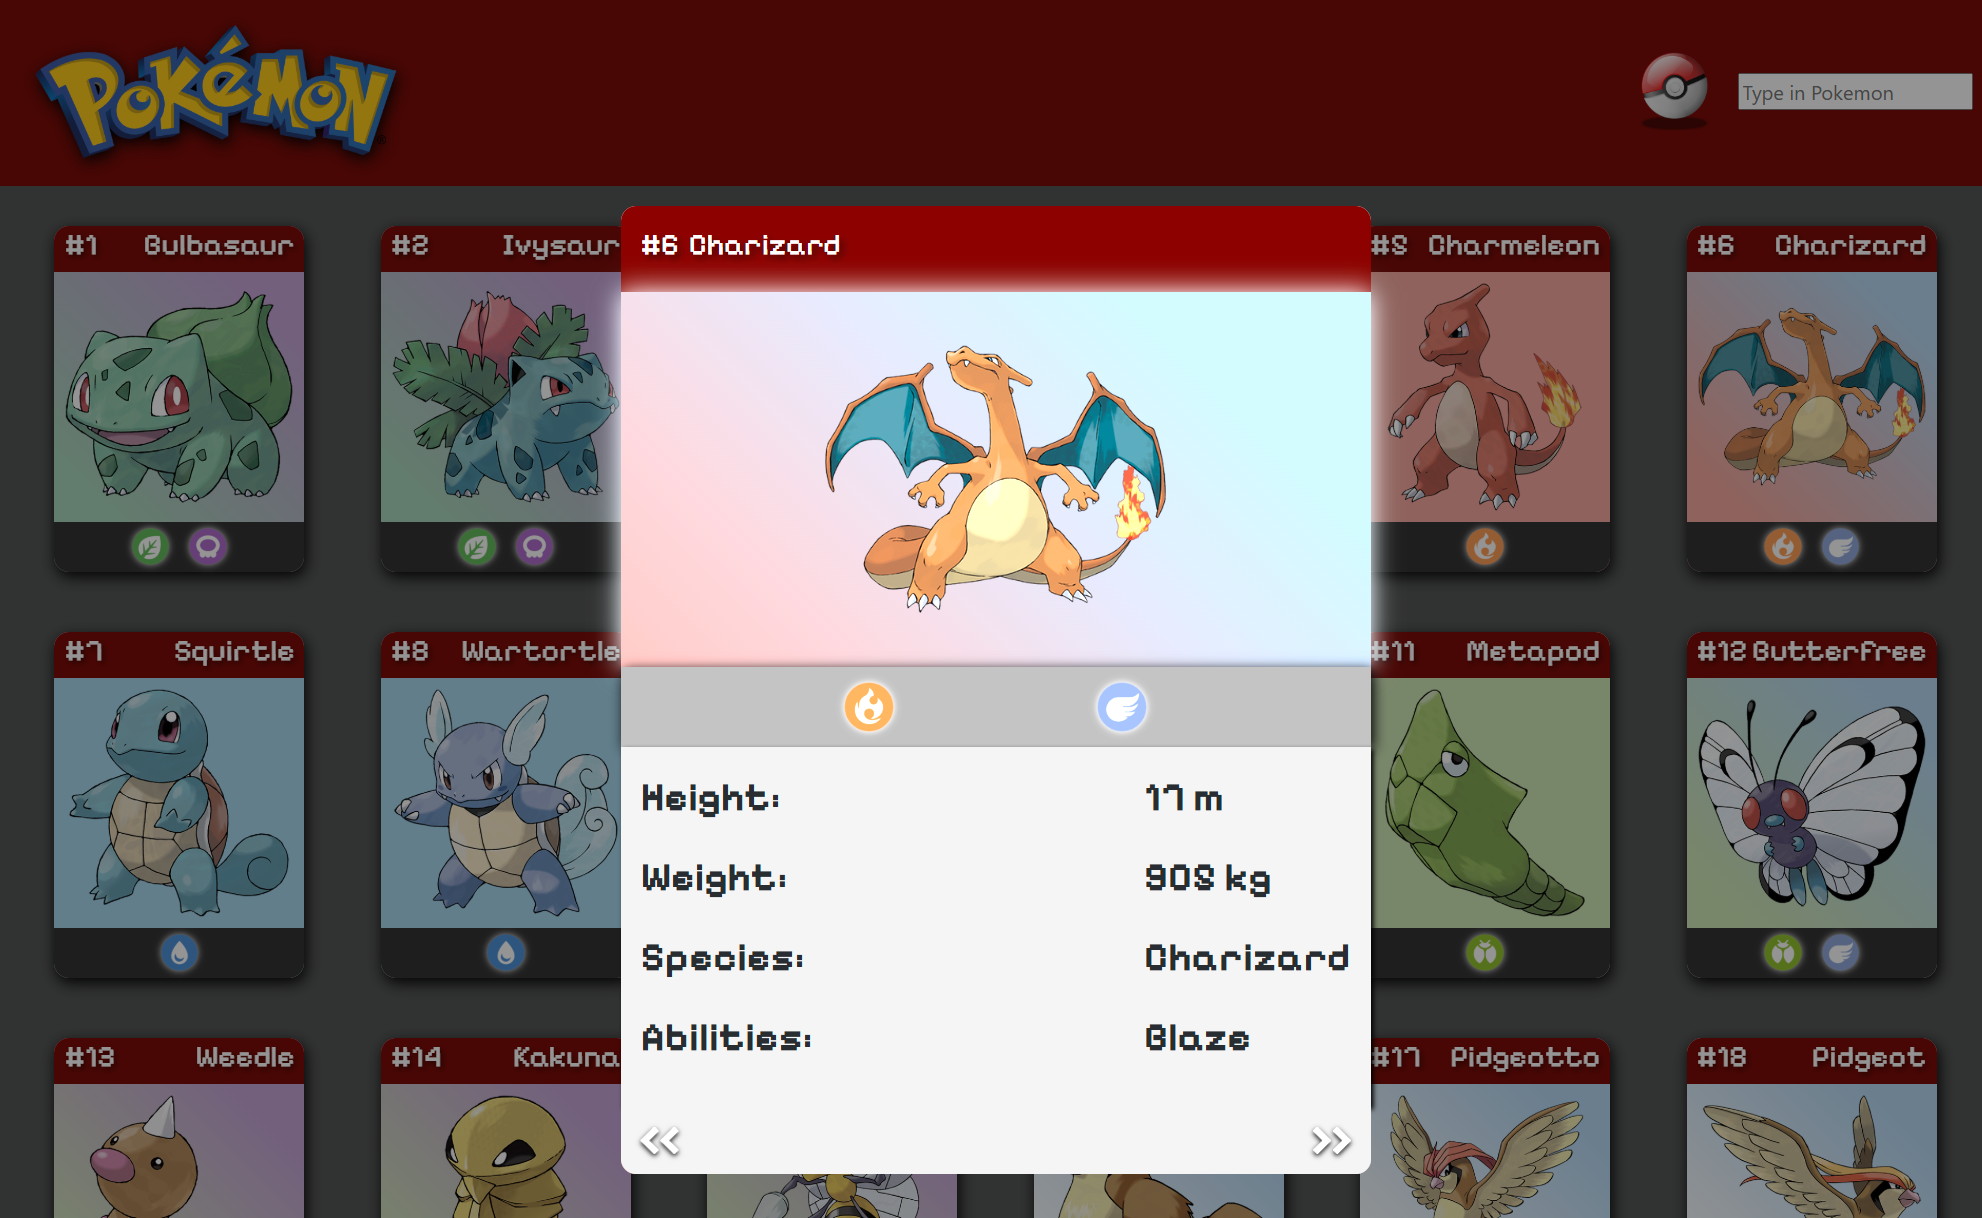 POKéMON
Type in Pokemon
#1 Bulbasaur
#2 Ivysaur
#6 Charizard
#5 Charmeleon
#6 Charizard
#7 Squirtle
#8 Wartortle
#11 Metapod
#12 Butterfree
Height: 17 m
Weight: 905 kg
Species: Charizard
Abilities: Blaze
#13 Weedle
#14 Kakuna
#17 Pidgeotto
#18 Pidgeot